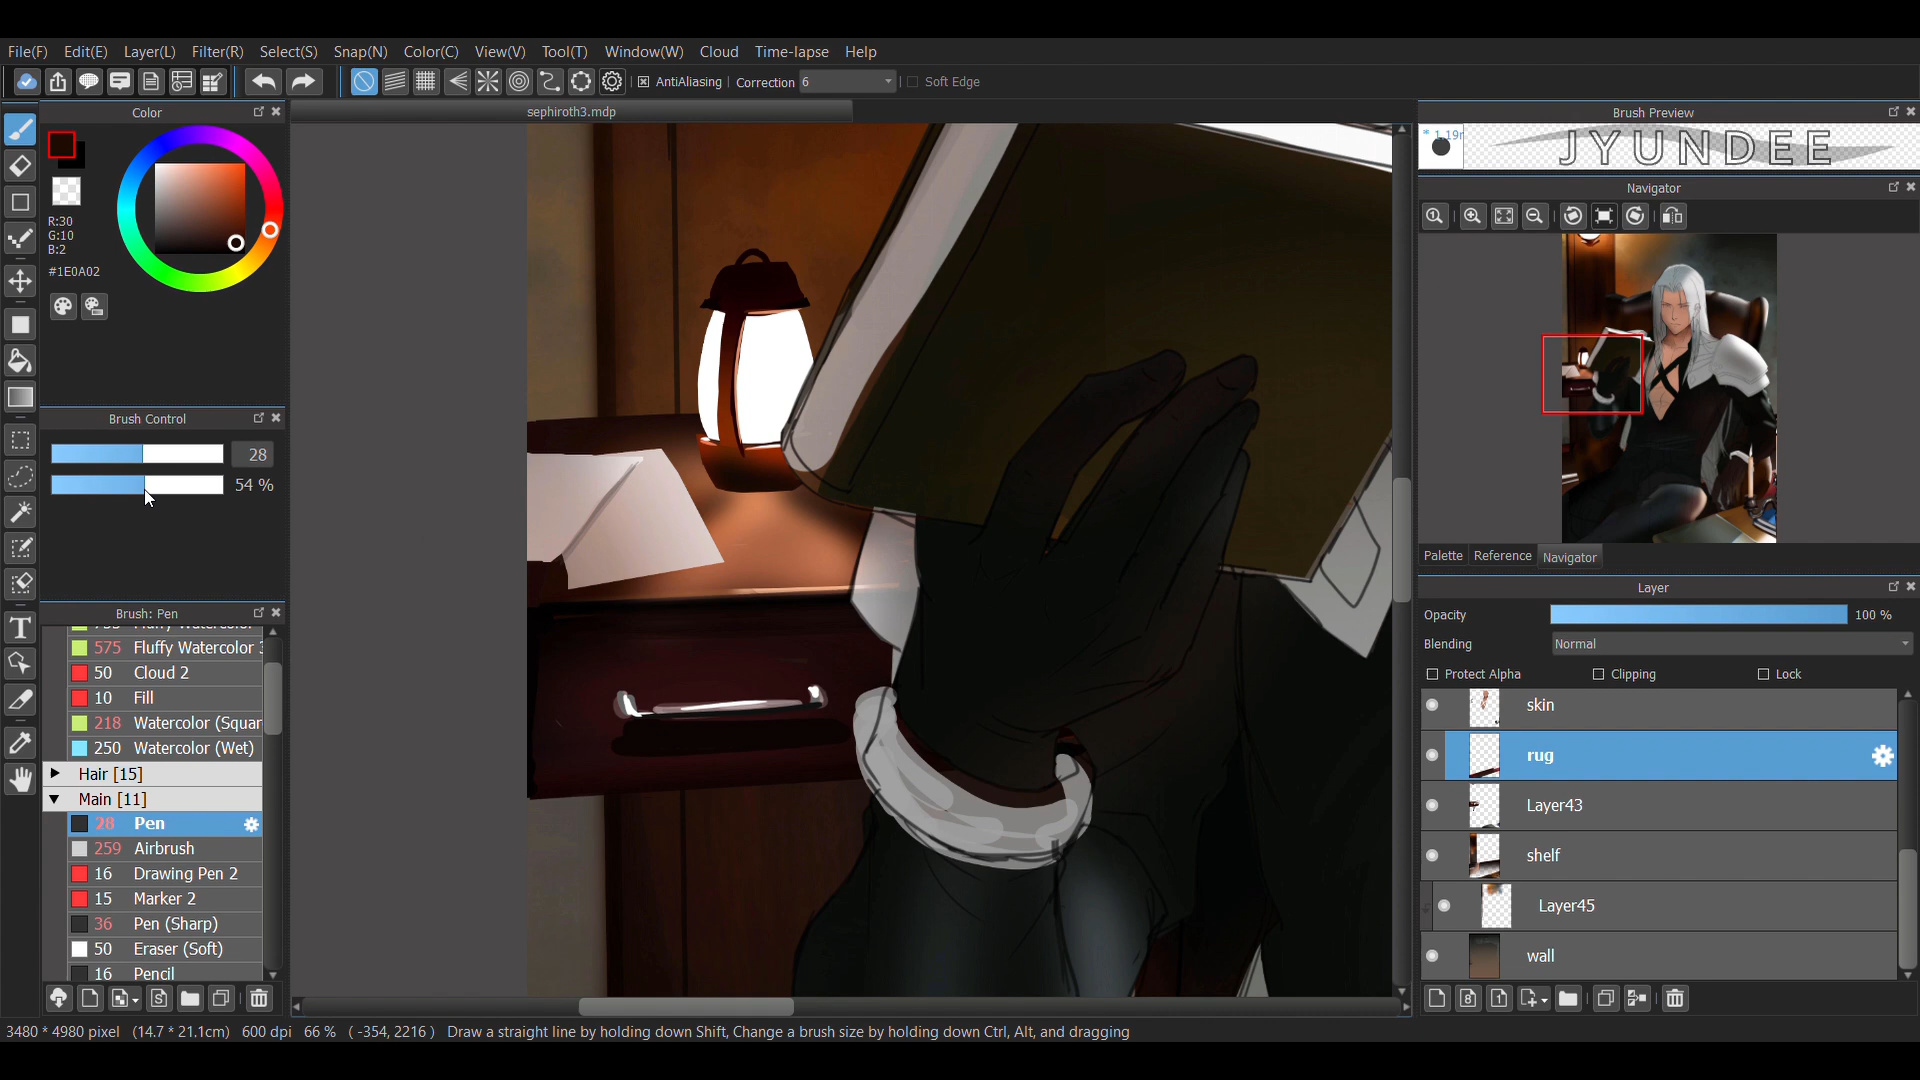 File(F) Edit(E) Layer(L) Filter(R) Select(S) Snap(N) Color(C) View(V) Tool(T) Window(W) Cloud Time-lapse Help
AntiAliasing Correction 6 Soft Edge
Color
R:30
G:10
B:2
#1E0A02
Brush Control
28
54 %
Brush: Pen
575 Fluffy Watercolor
50 Cloud 2
10 Fill
218 Watercolor (Squar
250 Watercolor (Wet)
Hair [15]
Main [11]
28 Pen
259 Airbrush
16 Drawing Pen 2
15 Marker 2
36 Pen (Sharp)
50 Eraser (Soft)
16 Pencil
sephiroth3.mdp
Brush Preview
JYUNDEE
Navigator
Palette Reference Navigator
Layer
Opacity 100 %
Blending Normal
Protect Alpha Clipping Lock
skin
rug
Layer43
shelf
Layer45
wall
3480 * 4980 pixel (14.7 * 21.1cm) 600 dpi 66 % ( -354, 2216 ) Draw a straight line by holding down Shift, Change a brush size by holding down Ctrl, Alt, and dragging